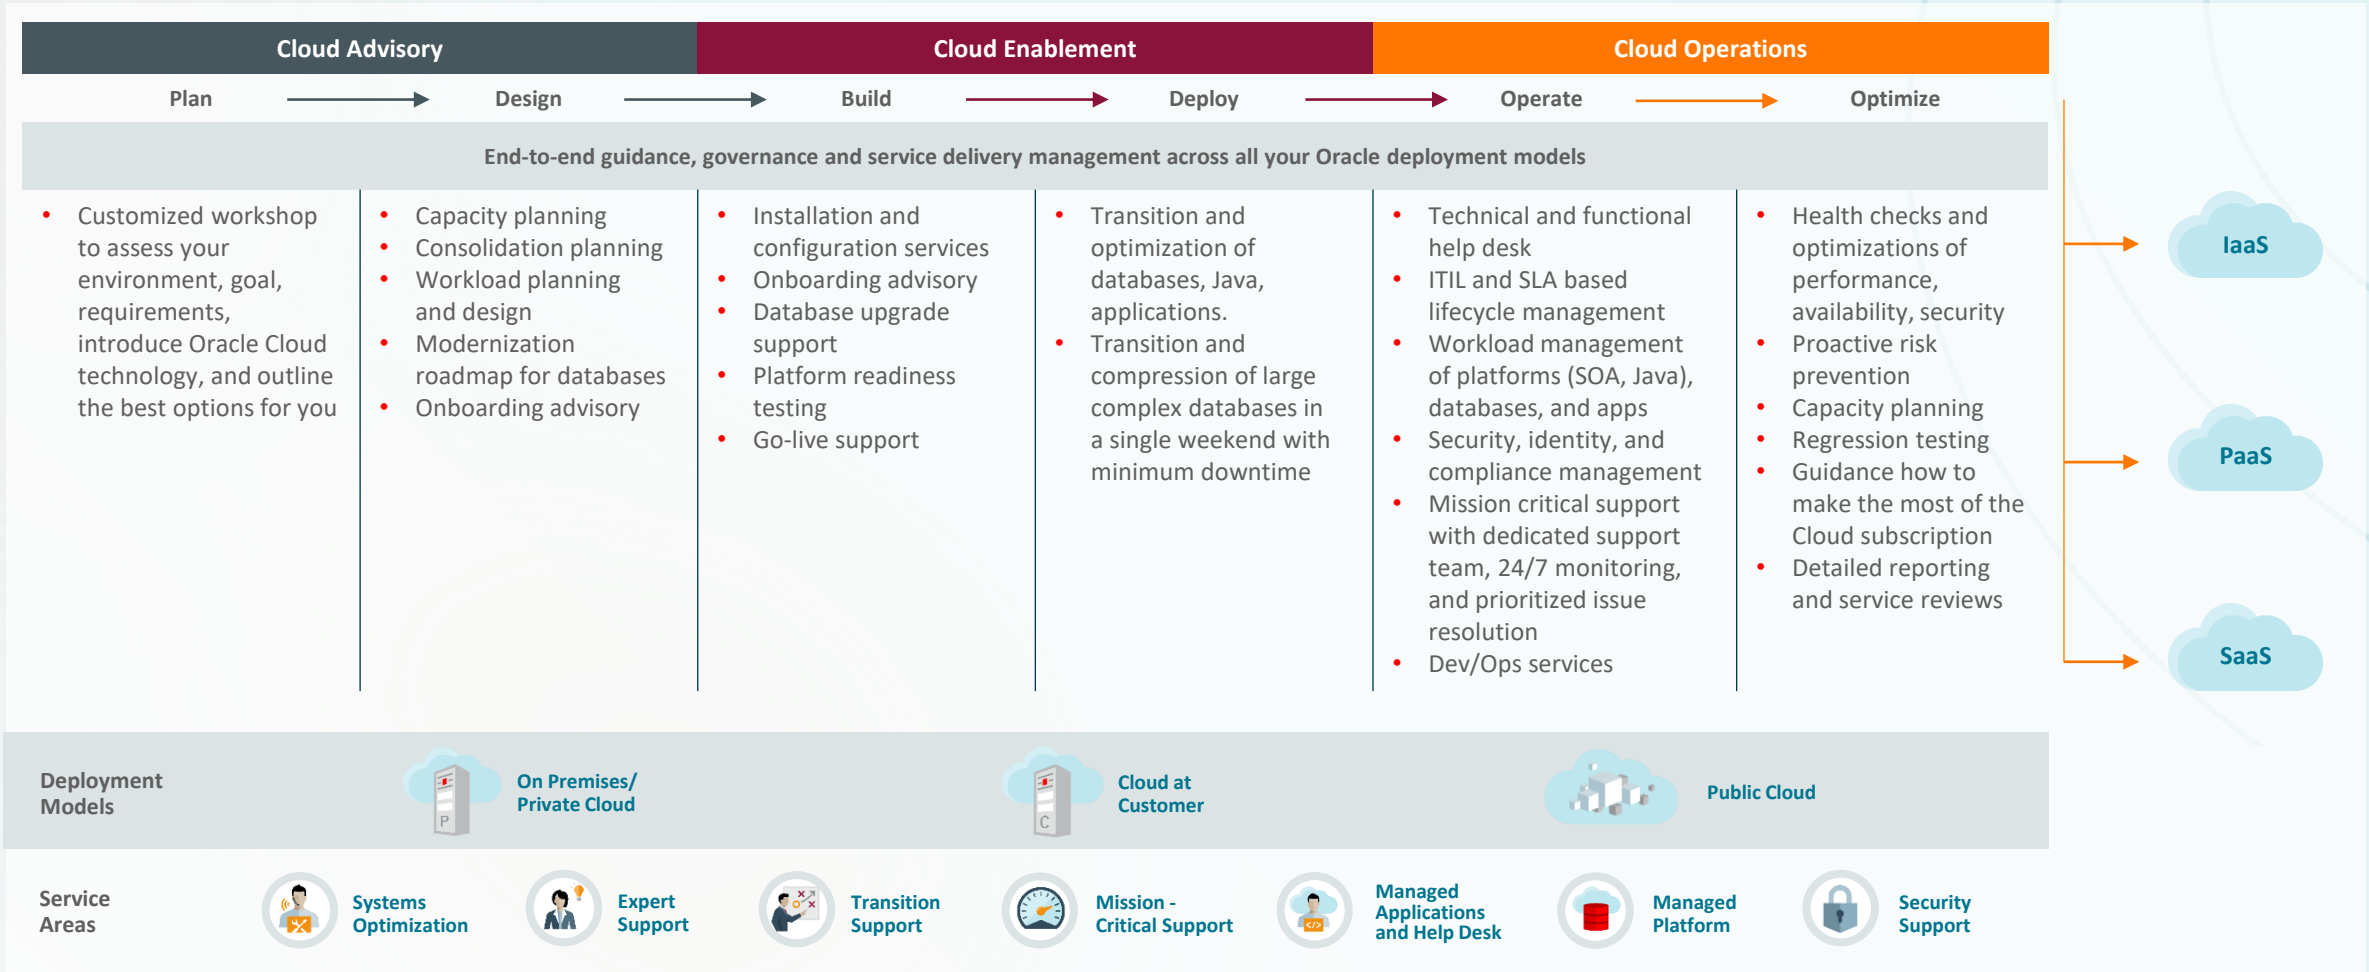 Cloud Advisory
Cloud Enablement
Cloud Operations
Plan
Design
Build
Deploy
Operate
Optimize
End-to-end guidance, governance and service delivery management across all your Oracle deployment models
• Customized workshop
to assess your
environment, goal,
requirements,
introduce Oracle Cloud
technology, and outline
the best options for you
• Capacity planning
• Consolidation planning
• Workload planning
and design
• Modernization
roadmap for databases
• Onboarding advisory
• Installation and
configuration services
• Onboarding advisory
• Database upgrade
support
• Platform readiness
testing
• Go-live support
• Transition and
optimization of
databases, Java,
applications.
• Transition and
compression of large
complex databases in
a single weekend with
minimum downtime
• Technical and functional
help desk
• ITIL and SLA based
lifecycle management
• Workload management
of platforms (SOA, Java),
databases, and apps
• Security, identity, and
compliance management
• Mission critical support
with dedicated support
team, 24/7 monitoring,
and prioritized issue
resolution
• Dev/Ops services
• Health checks and
optimizations of
performance,
availability, security
• Proactive risk
prevention
• Capacity planning
• Regression testing
• Guidance how to
make the most of the
Cloud subscription
• Detailed reporting
and service reviews
IaaS
PaaS
SaaS
Deployment
Models
P
On Premises/
Private Cloud
C
Cloud at
Customer
Public Cloud
Service
Areas
Systems
Optimization
Expert
Support
Transition
Support
Mission -
Critical Support
</>
Managed
Applications
and Help Desk
Managed
Platform
Security
Support